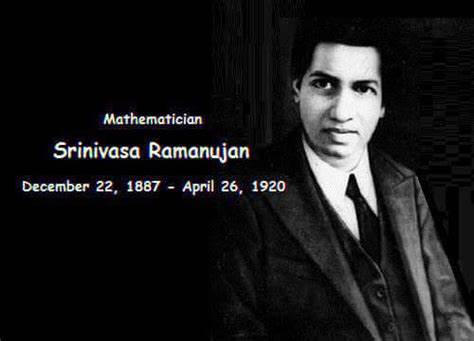 Mathematician
Srinivasa Ramanujan
December 22, 1887 - April 26, 1920